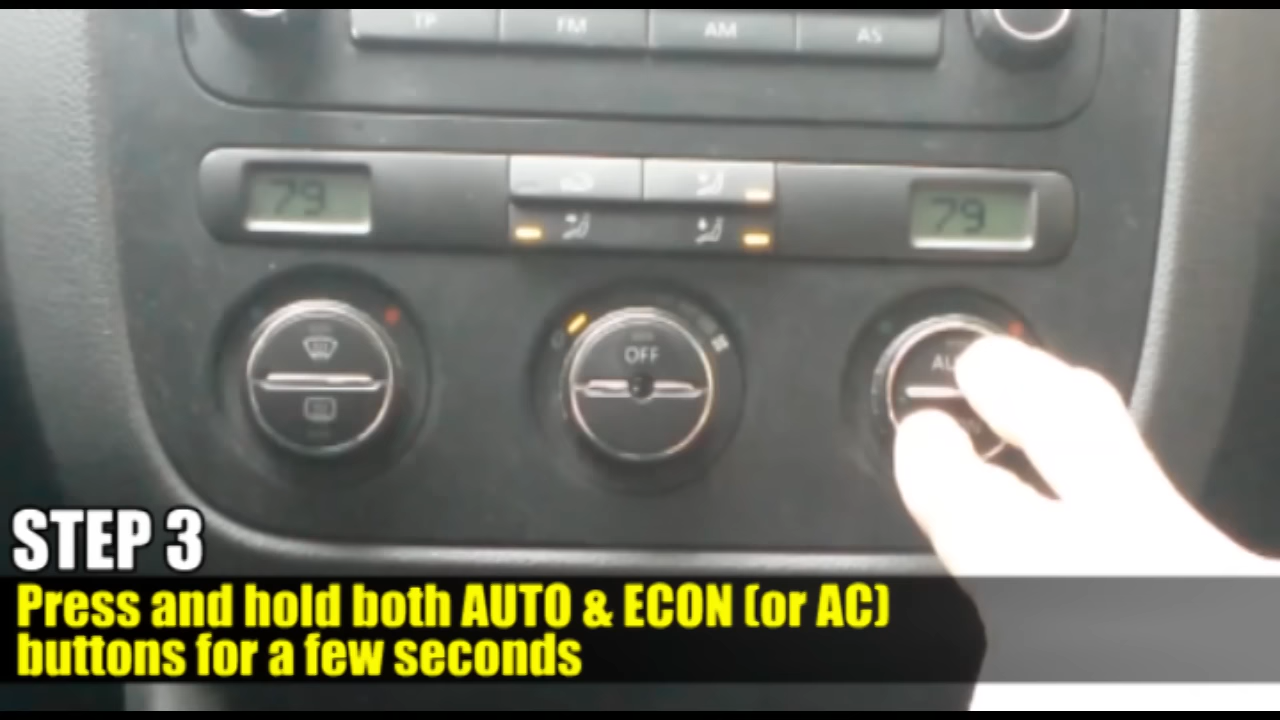 TP FM AM AS
79 79
OFF
STEP 3
Press and hold both AUTO & ECON (or AC)
buttons for a few seconds